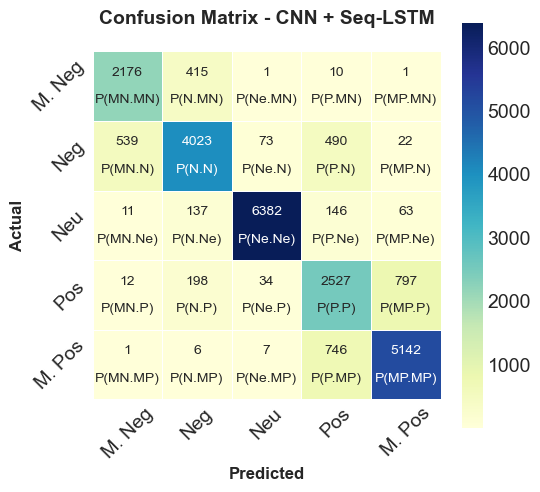 Confusion Matrix - CNN + Seq-LSTM
M. Neg 2176 415 1 10 1
P(MN.MN) P(N.MN) P(Ne.MN) P(P.MN) P(MP.MN)
Neg 539 4023 73 490 22
P(MN.N) P(N.N) P(Ne.N) P(P.N) P(MP.N)
Neu 11 137 6382 146 63
P(MN.Ne) P(N.Ne) P(Ne.Ne) P(P.Ne) P(MP.Ne)
Pos 12 198 34 2527 797
P(MN.P) P(N.P) P(Ne.P) P(P.P) P(MP.P)
M. Pos 1 6 7 746 5142
P(MN.MP) P(N.MP) P(Ne.MP) P(P.MP) P(MP.MP)
Actual
M. Neg Neg Neu Pos M. Pos
Predicted
6000
5000
4000
3000
2000
1000